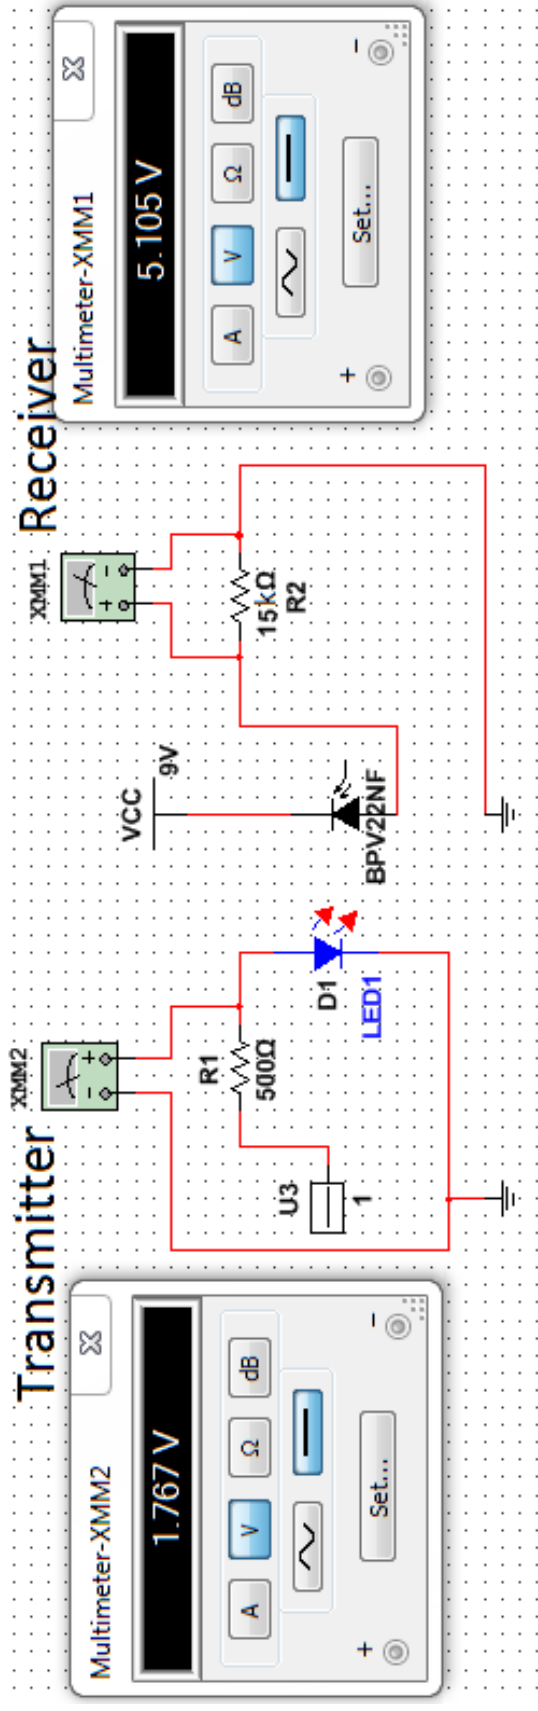 Transmitter
Receiver
Multimeter-XMM2
1.767 V
A
V
Ω
dB
Set...
+
-
XMM2
-
+
R1
500Ω
U3
1
D1
LED1
VCC
9V
BPV22NF
XMM1
+
-
15kΩ
R2
Multimeter-XMM1
5.105 V
A
V
Ω
dB
Set...
+
-